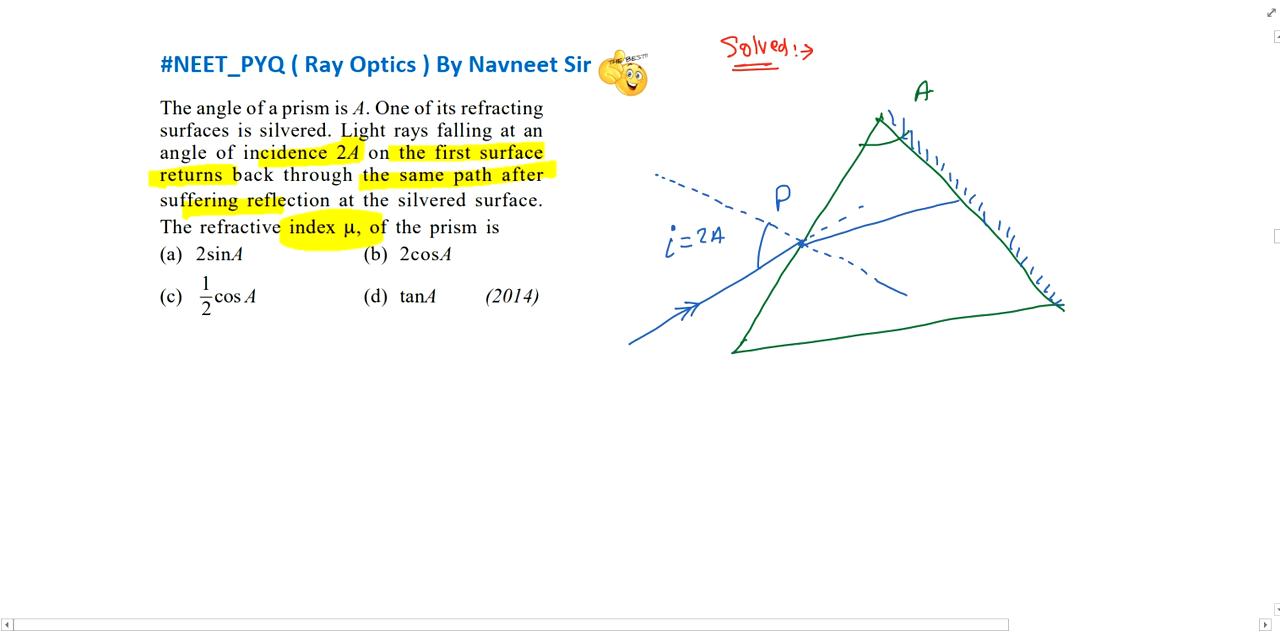 #NEET_PYQ ( Ray Optics ) By Navneet Sir
THE BEST!!
Solved:→
The angle of a prism is A. One of its refracting
surfaces is silvered. Light rays falling at an
angle of incidence 2A on the first surface
returns back through the same path after
suffering reflection at the silvered surface.
The refractive index μ, of the prism is
(a) 2sinA (b) 2cosA
(c) 1/2 cos A (d) tanA (2014)
A
P
i=2A